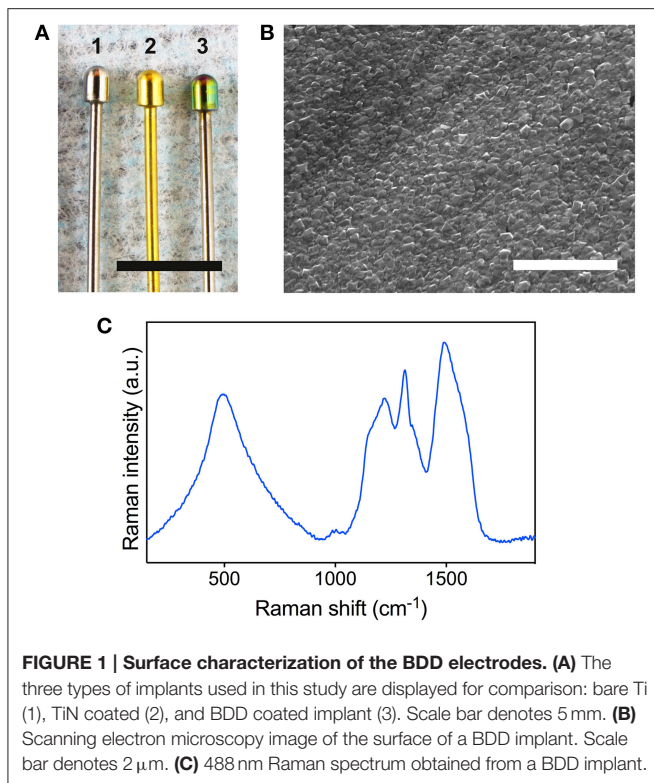 A
1 2 3
B
C
Raman intensity (a.u.)
500 1000 1500
Raman shift (cm⁻¹)
FIGURE 1 | Surface characterization of the BDD electrodes. (A) The
three types of implants used in this study are displayed for comparison: bare Ti
(1), TiN coated (2), and BDD coated implant (3). Scale bar denotes 5 mm. (B)
Scanning electron microscopy image of the surface of a BDD implant. Scale
bar denotes 2 μm. (C) 488 nm Raman spectrum obtained from a BDD implant.